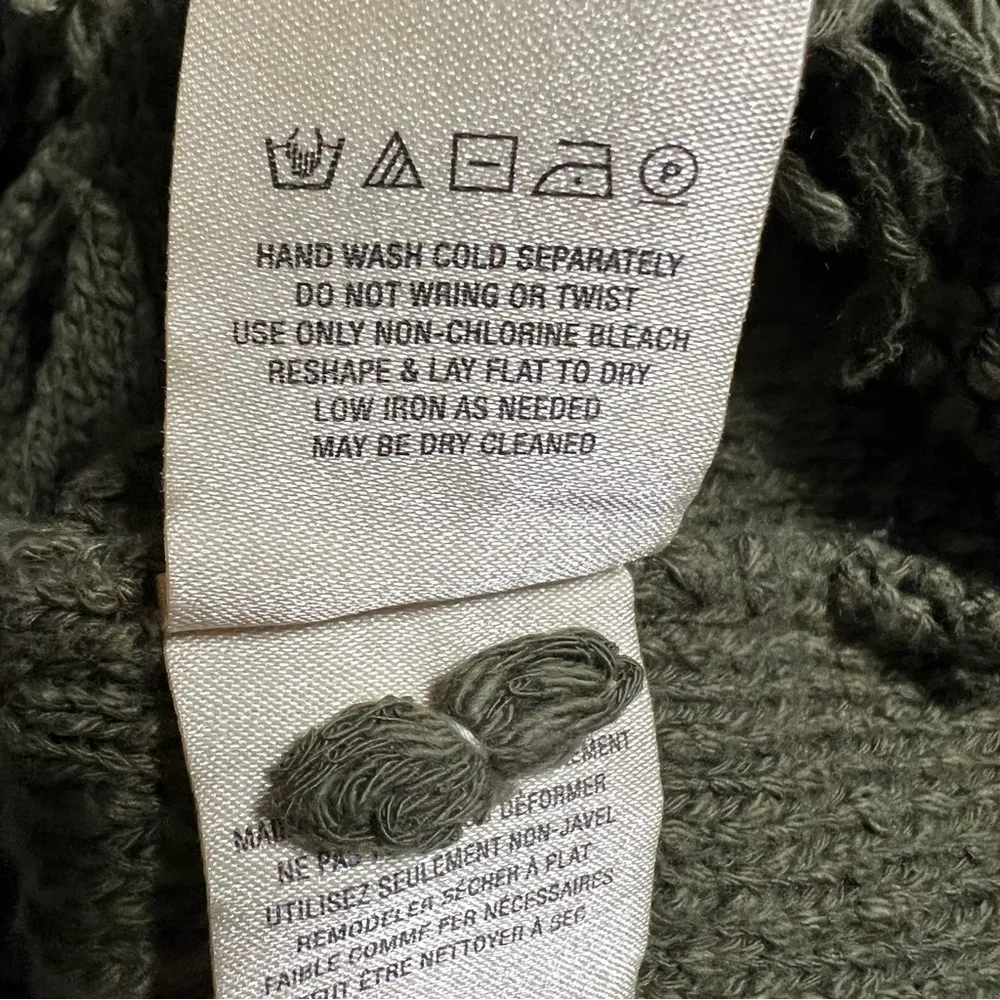 P
HAND WASH COLD SEPARATELY
DO NOT WRING OR TWIST
USE ONLY NON-CHLORINE BLEACH
RESHAPE & LAY FLAT TO DRY
LOW IRON AS NEEDED
MAY BE DRY CLEANED
DÉFORMER
NE PAS
UTILISEZ SEULEMENT NON-JAVEL
REMODELER SÉCHER À PLAT
FAIBLE COMME FER NÉCESSAIRES
ÊTRE NETTOYER À SEC